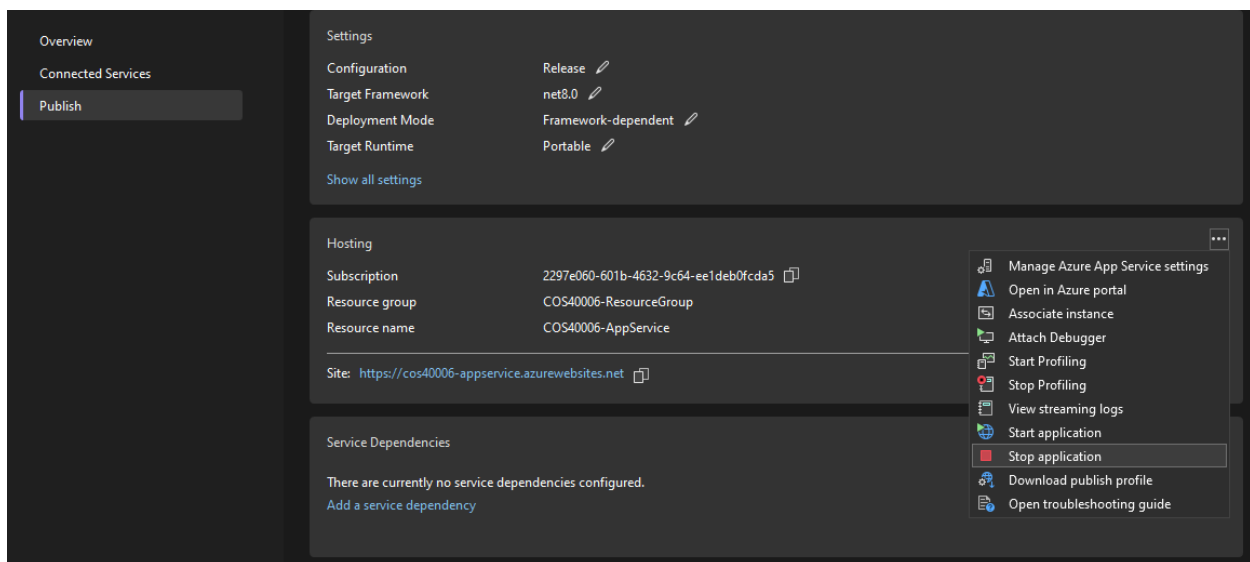 Overview
Connected Services
Publish
Settings
Configuration Release
Target Framework net8.0
Deployment Mode Framework-dependent
Target Runtime Portable
Show all settings
Hosting
Subscription 2297e060-601b-4632-9c64-ee1deb0fcda5
Resource group COS40006-ResourceGroup
Resource name COS40006-AppService
Site: https://cos40006-appservice.azurewebsites.net
Service Dependencies
There are currently no service dependencies configured.
Add a service dependency
Manage Azure App Service settings
Open in Azure portal
Associate instance
Attach Debugger
Start Profiling
Stop Profiling
View streaming logs
Start application
Stop application
Download publish profile
Open troubleshooting guide